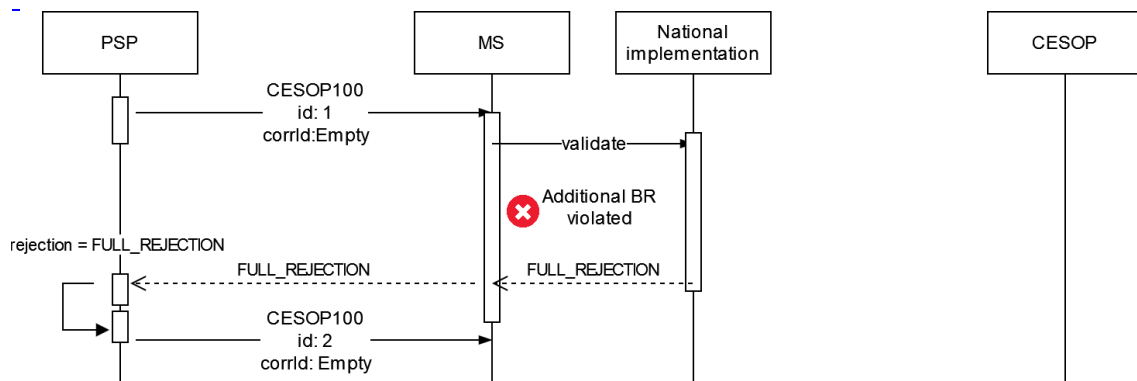 PSP
MS
National
implementation
CESOP
CESOP100
id: 1
corrId:Empty
validate
Additional BR
violated
rejection = FULL_REJECTION
FULL_REJECTION
FULL_REJECTION
CESOP100
id: 2
corrId: Empty